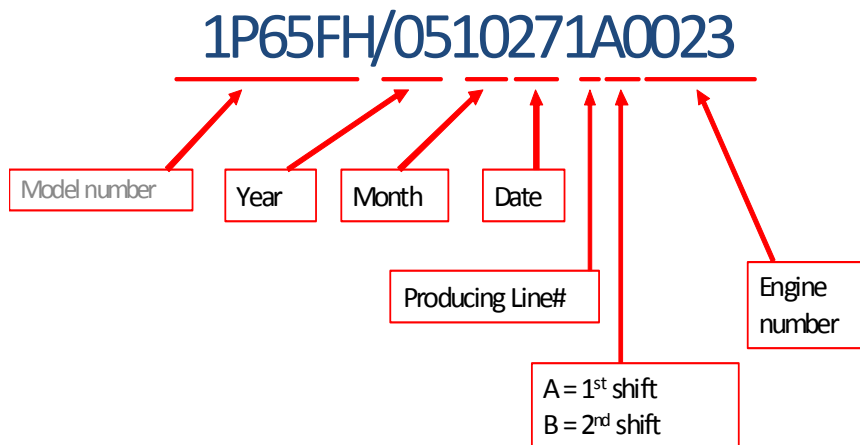 1P65FH/0510271A0023
Model number
Year
Month
Date
Producing Line#
Engine
number
A = 1st shift
B = 2nd shift